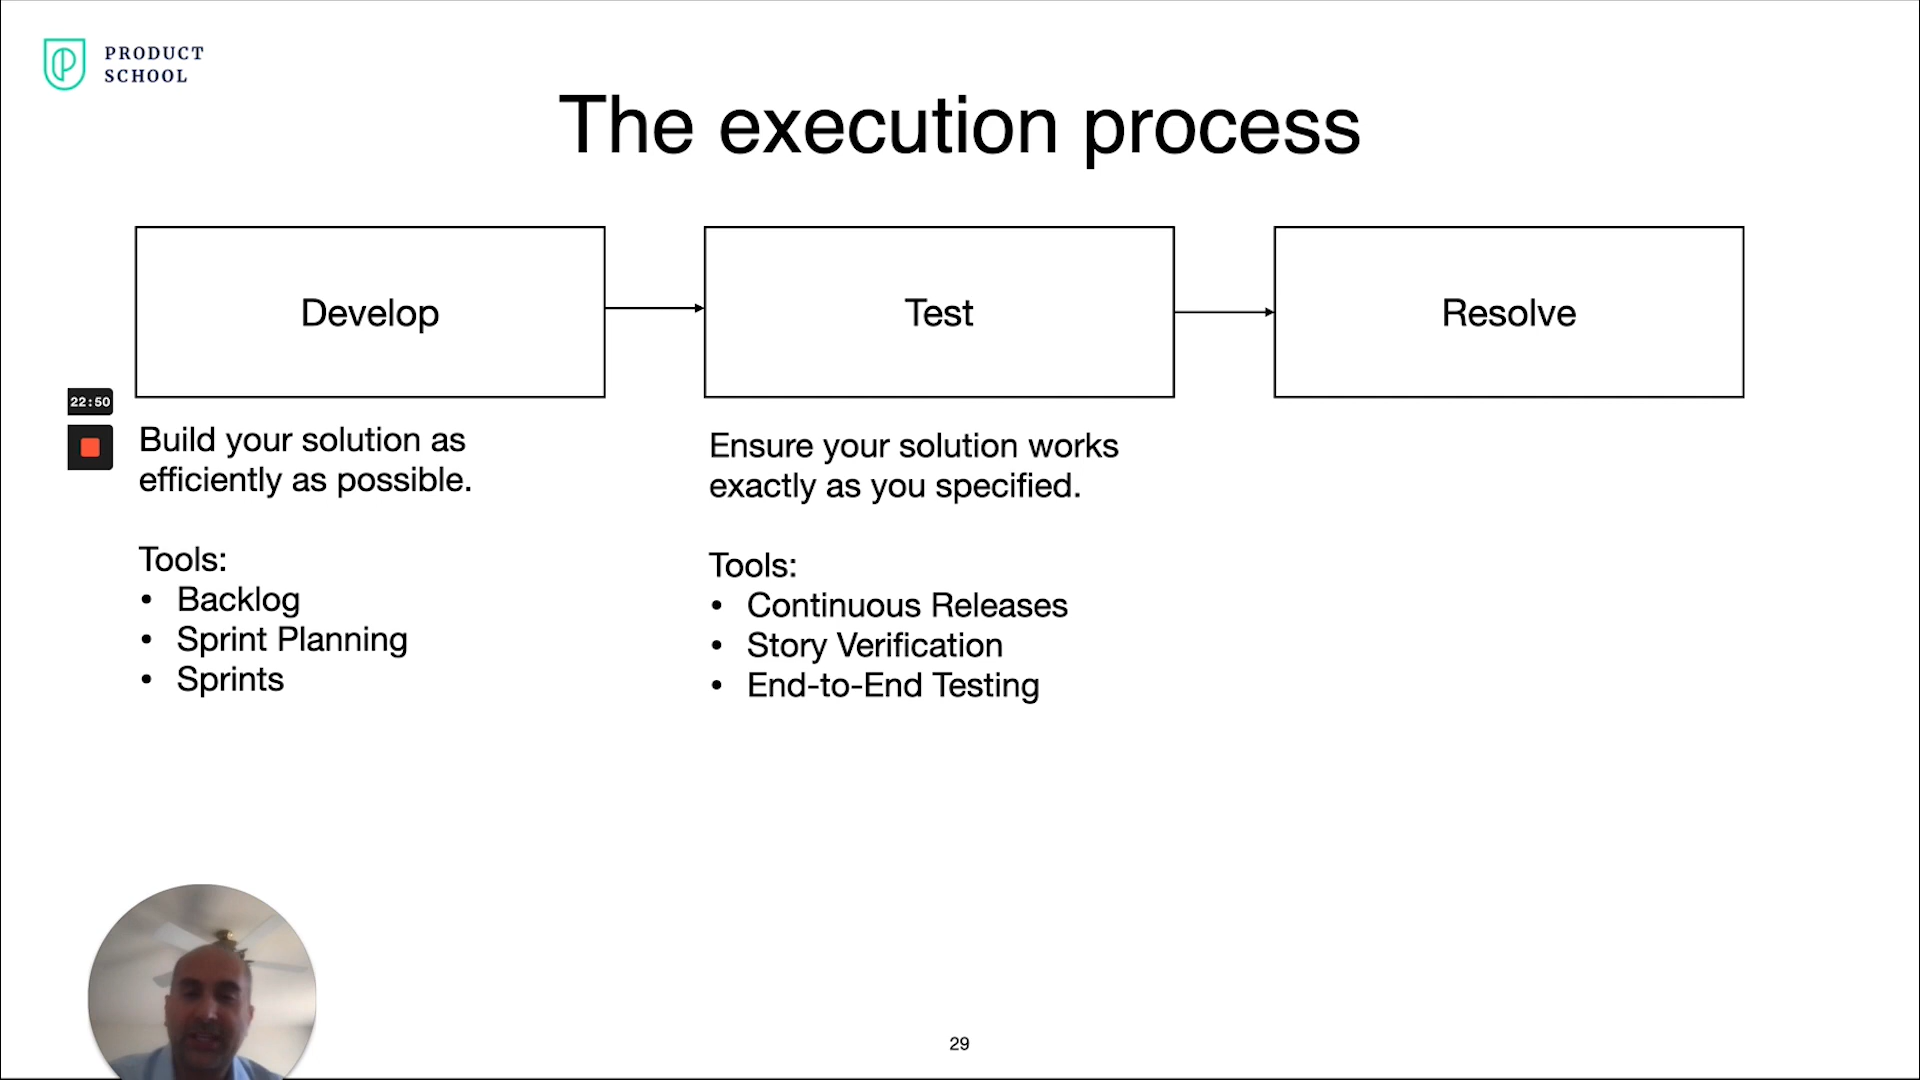 PRODUCT
SCHOOL
The execution process
Develop
Test
Resolve
22:50
Build your solution as
efficiently as possible.
Tools:
• Backlog
• Sprint Planning
• Sprints
Ensure your solution works
exactly as you specified.
Tools:
• Continuous Releases
• Story Verification
• End-to-End Testing
29